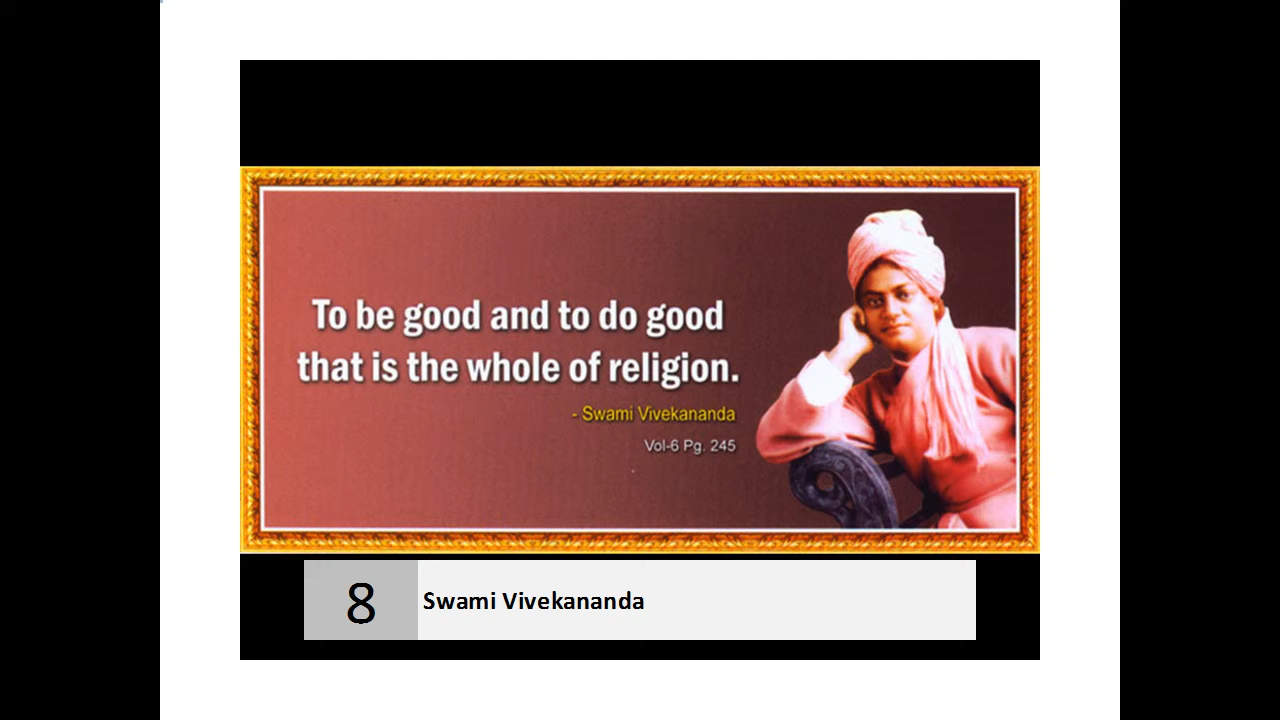 To be good and to do good
that is the whole of religion.
- Swami Vivekananda
Vol-6 Pg. 245
8 Swami Vivekananda